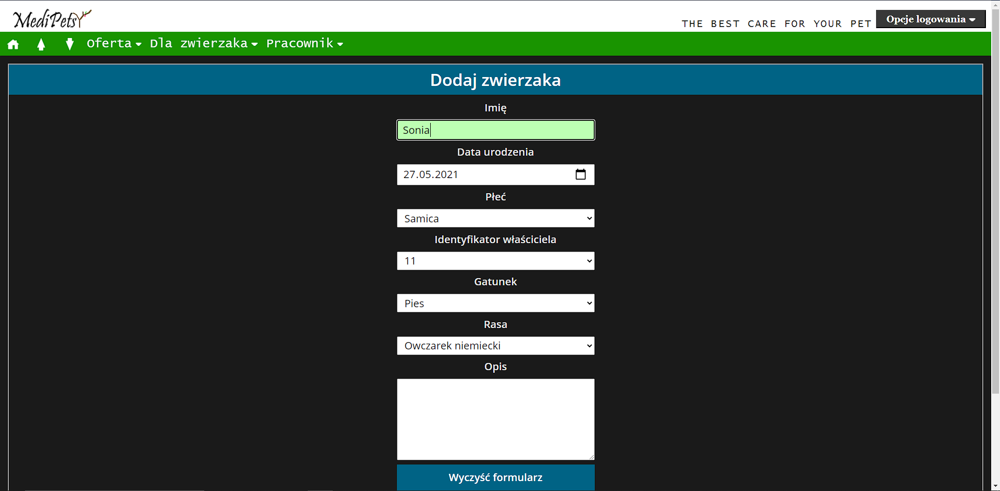 MediPets
THE BEST CARE FOR YOUR PET
Opcje logowania
Oferta Dla zwierzaka Pracownik
Dodaj zwierzaka
Imię
Sonia
Data urodzenia
27.05.2021
Płeć
Samica
Identyfikator właściciela
11
Gatunek
Pies
Rasa
Owczarek niemiecki
Opis
Wyczyść formularz